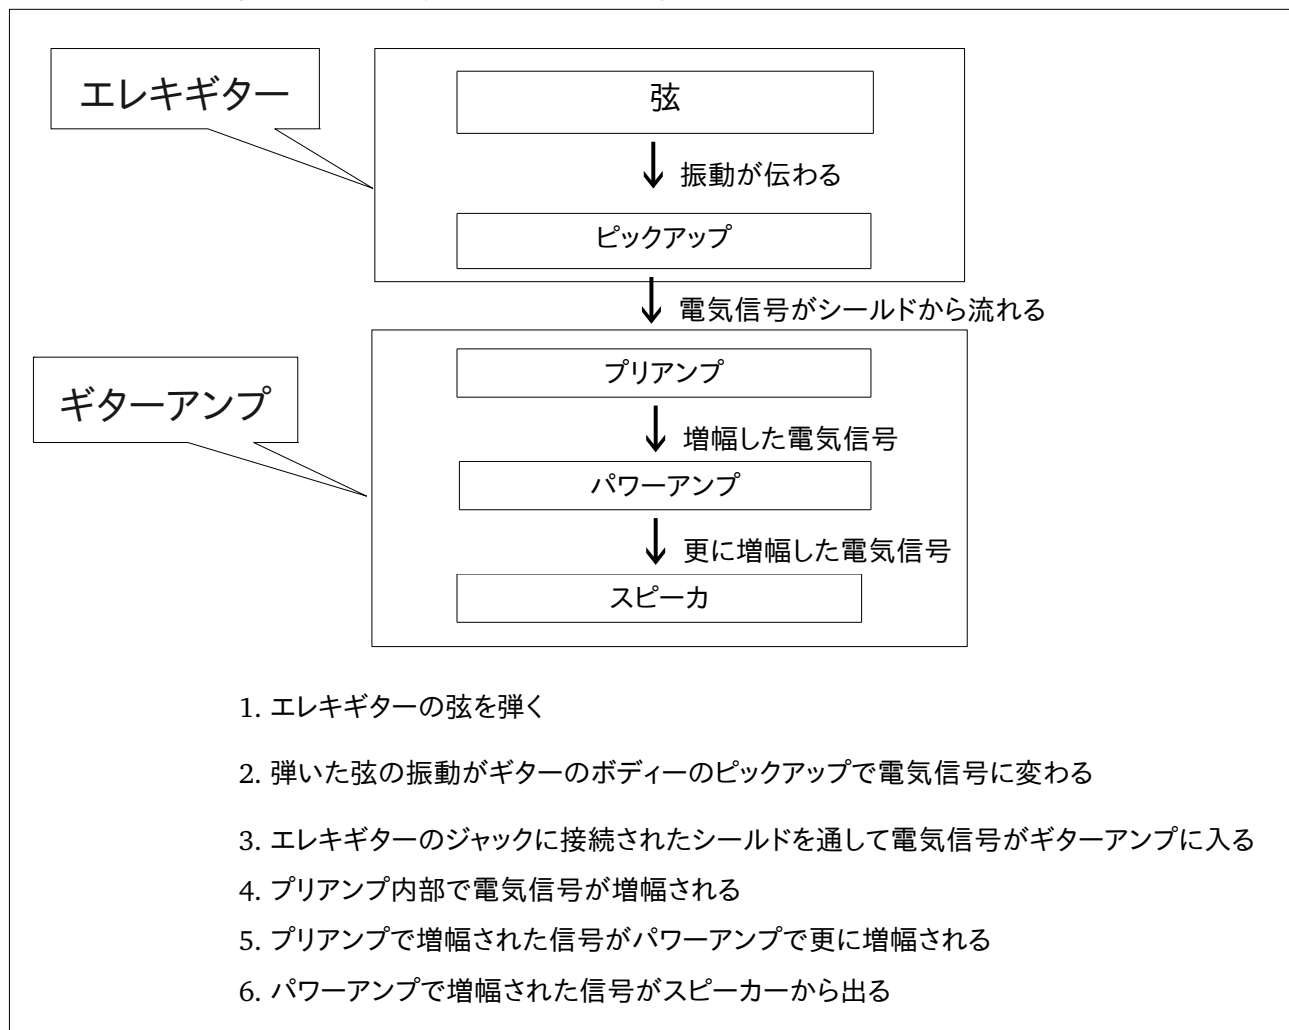 エレキギター
弦
振動が伝わる
ピックアップ
電気信号がシールドから流れる
ギターアンプ
プリアンプ
増幅した電気信号
パワーアンプ
更に増幅した電気信号
スピーカ
1. エレキギターの弦を弾く
2. 弾いた弦の振動がギターのボディーのピックアップで電気信号に変わる
3. エレキギターのジャックに接続されたシールドを通して電気信号がギターアンプに入る
4. プリアンプ内部で電気信号が増幅される
5. プリアンプで増幅された信号がパワーアンプで更に増幅される
6. パワーアンプで増幅された信号がスピーカーから出る